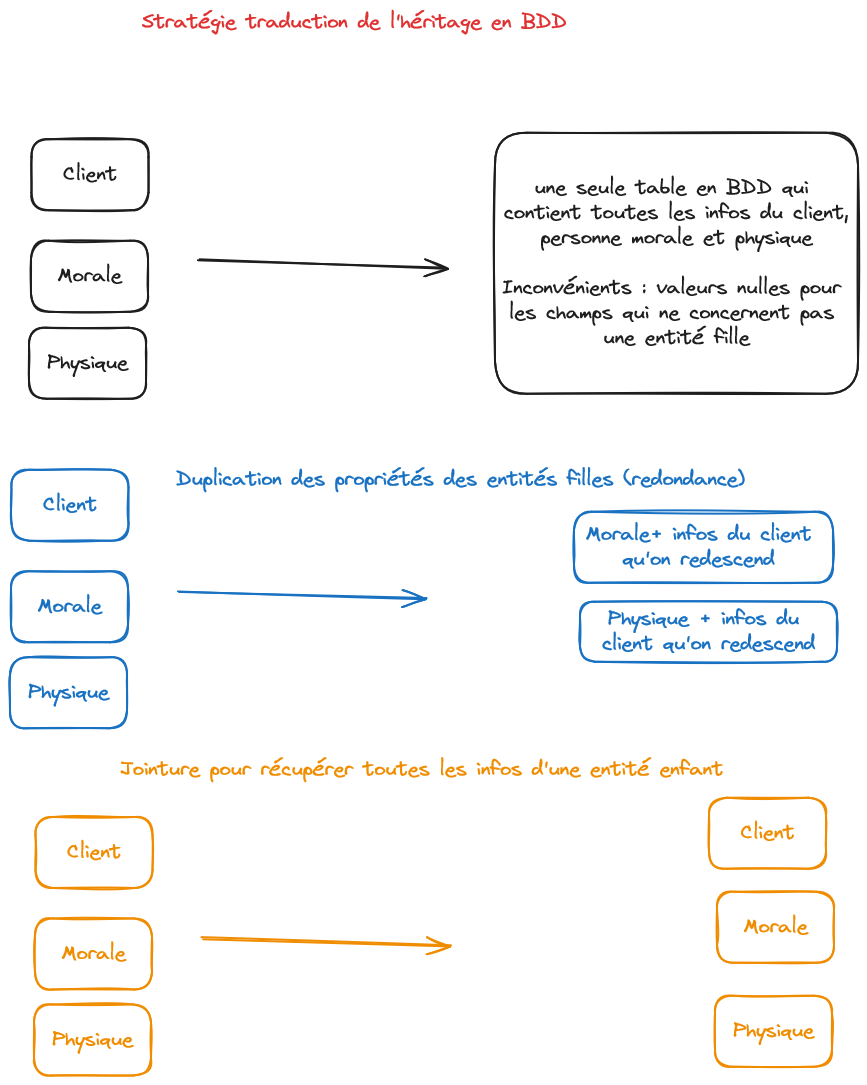 Stratégie traduction de l'héritage en BDD
Client
Morale
Physique
une seule table en BDD qui
contient toutes les infos du client,
personne morale et physique
Inconvénients : valeurs nulles pour
les champs qui ne concernent pas
une entité fille
Duplication des propriétés des entités filles (redondance)
Client
Morale
Physique
Morale+ infos du client
qu'on redescend
Physique + infos du
client qu'on redescend
Jointure pour récupérer toutes les infos d'une entité enfant
Client
Morale
Physique
Client
Morale
Physique